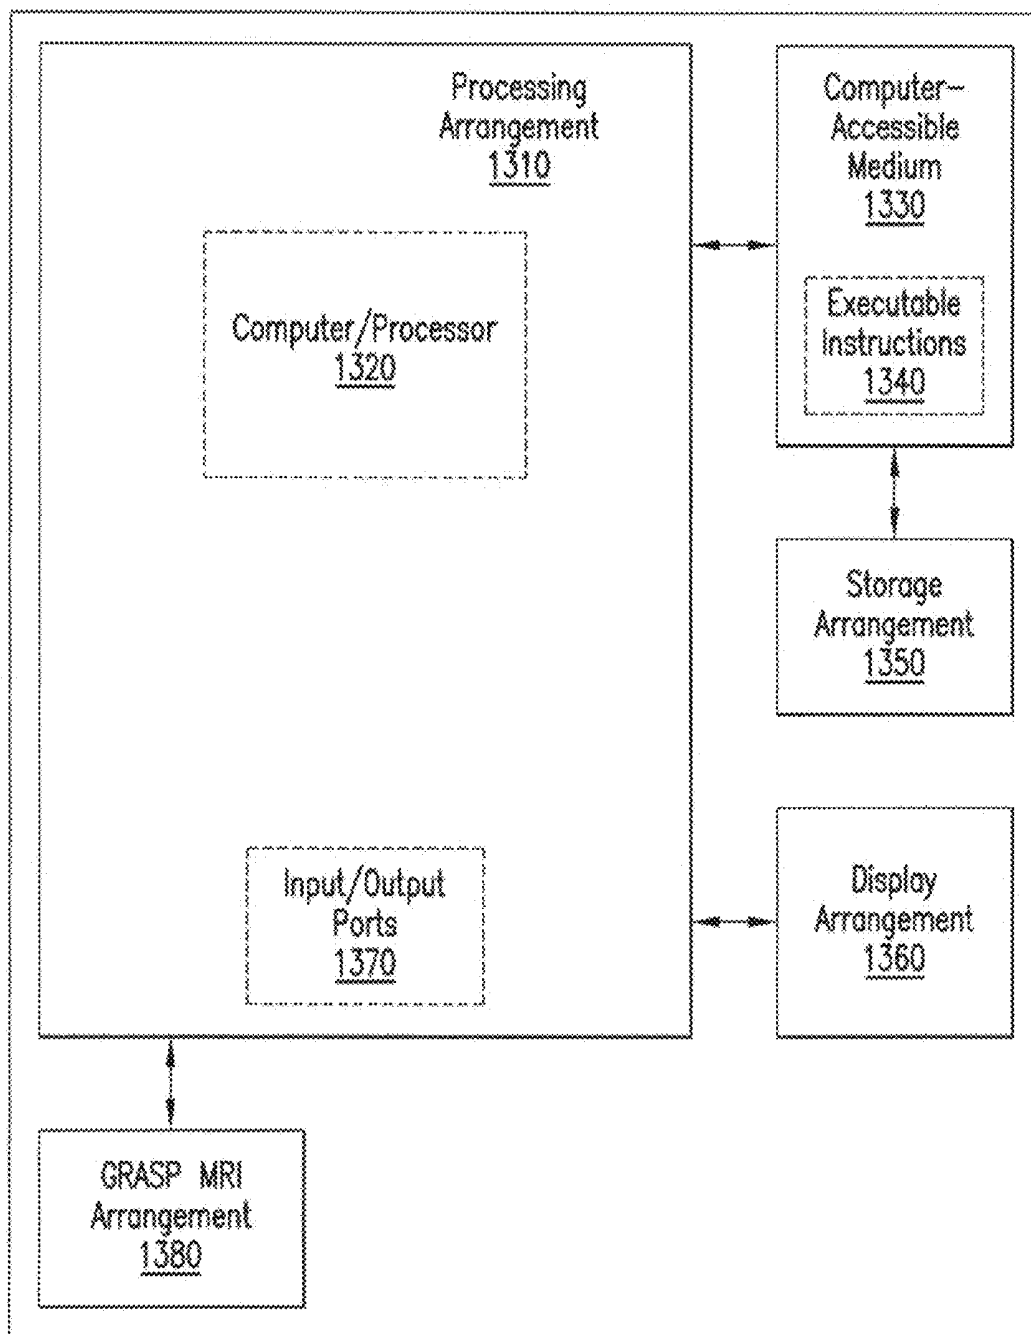 Processing
Arrangement
1310
Computer/Processor
1320
Input/Output
Ports
1370
Computer-
Accessible
Medium
1330
Executable
Instructions
1340
Storage
Arrangement
1350
Display
Arrangement
1360
GRASP MRI
Arrangement
1380